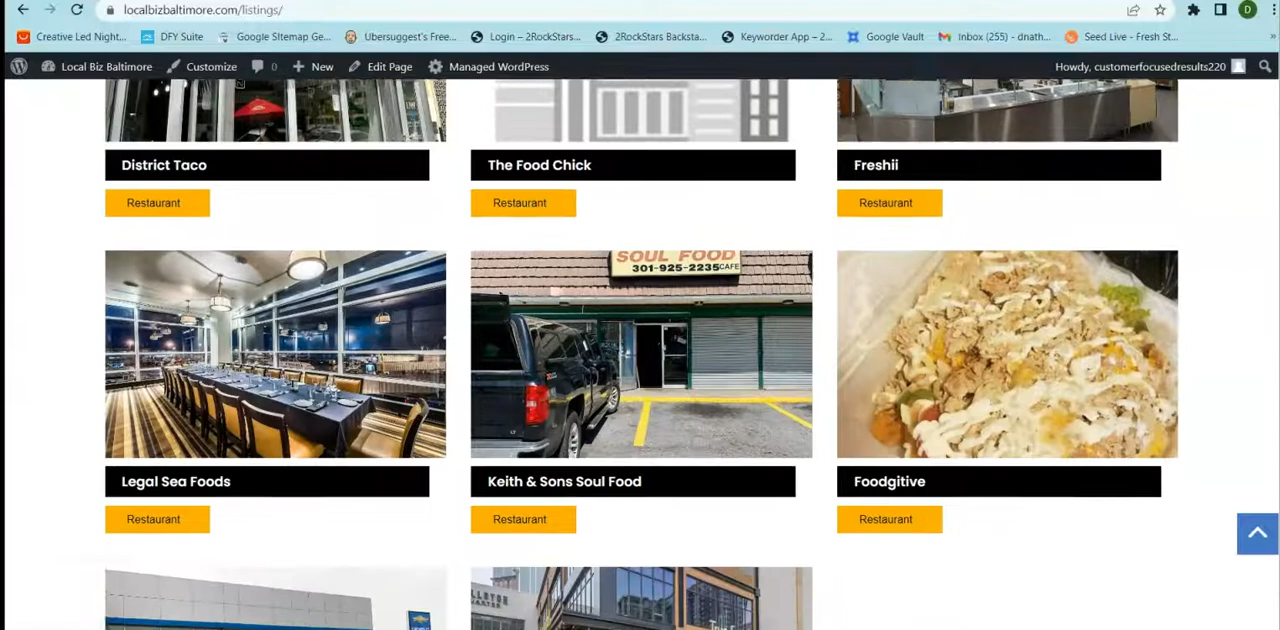 localbizbaltimore.com/listings/
D
Creative Led Night...
DFY Suite
Google SItemap Ge...
Ubersuggest's Free...
Login – 2RockStars...
2RockStars Backsta...
Keyworder App – 2...
Google Vault
Inbox (255) - dnath...
Seed Live - Fresh St...
»
Local Biz Baltimore
Customize
0
New
Edit Page
Managed WordPress
Howdy, customerfocusedresults220
District Taco
The Food Chick
Freshii
Restaurant
Restaurant
Restaurant
SOUL FOOD
301-925-2235 CAFE
Legal Sea Foods
Keith & Sons Soul Food
Foodgitive
Restaurant
Restaurant
Restaurant